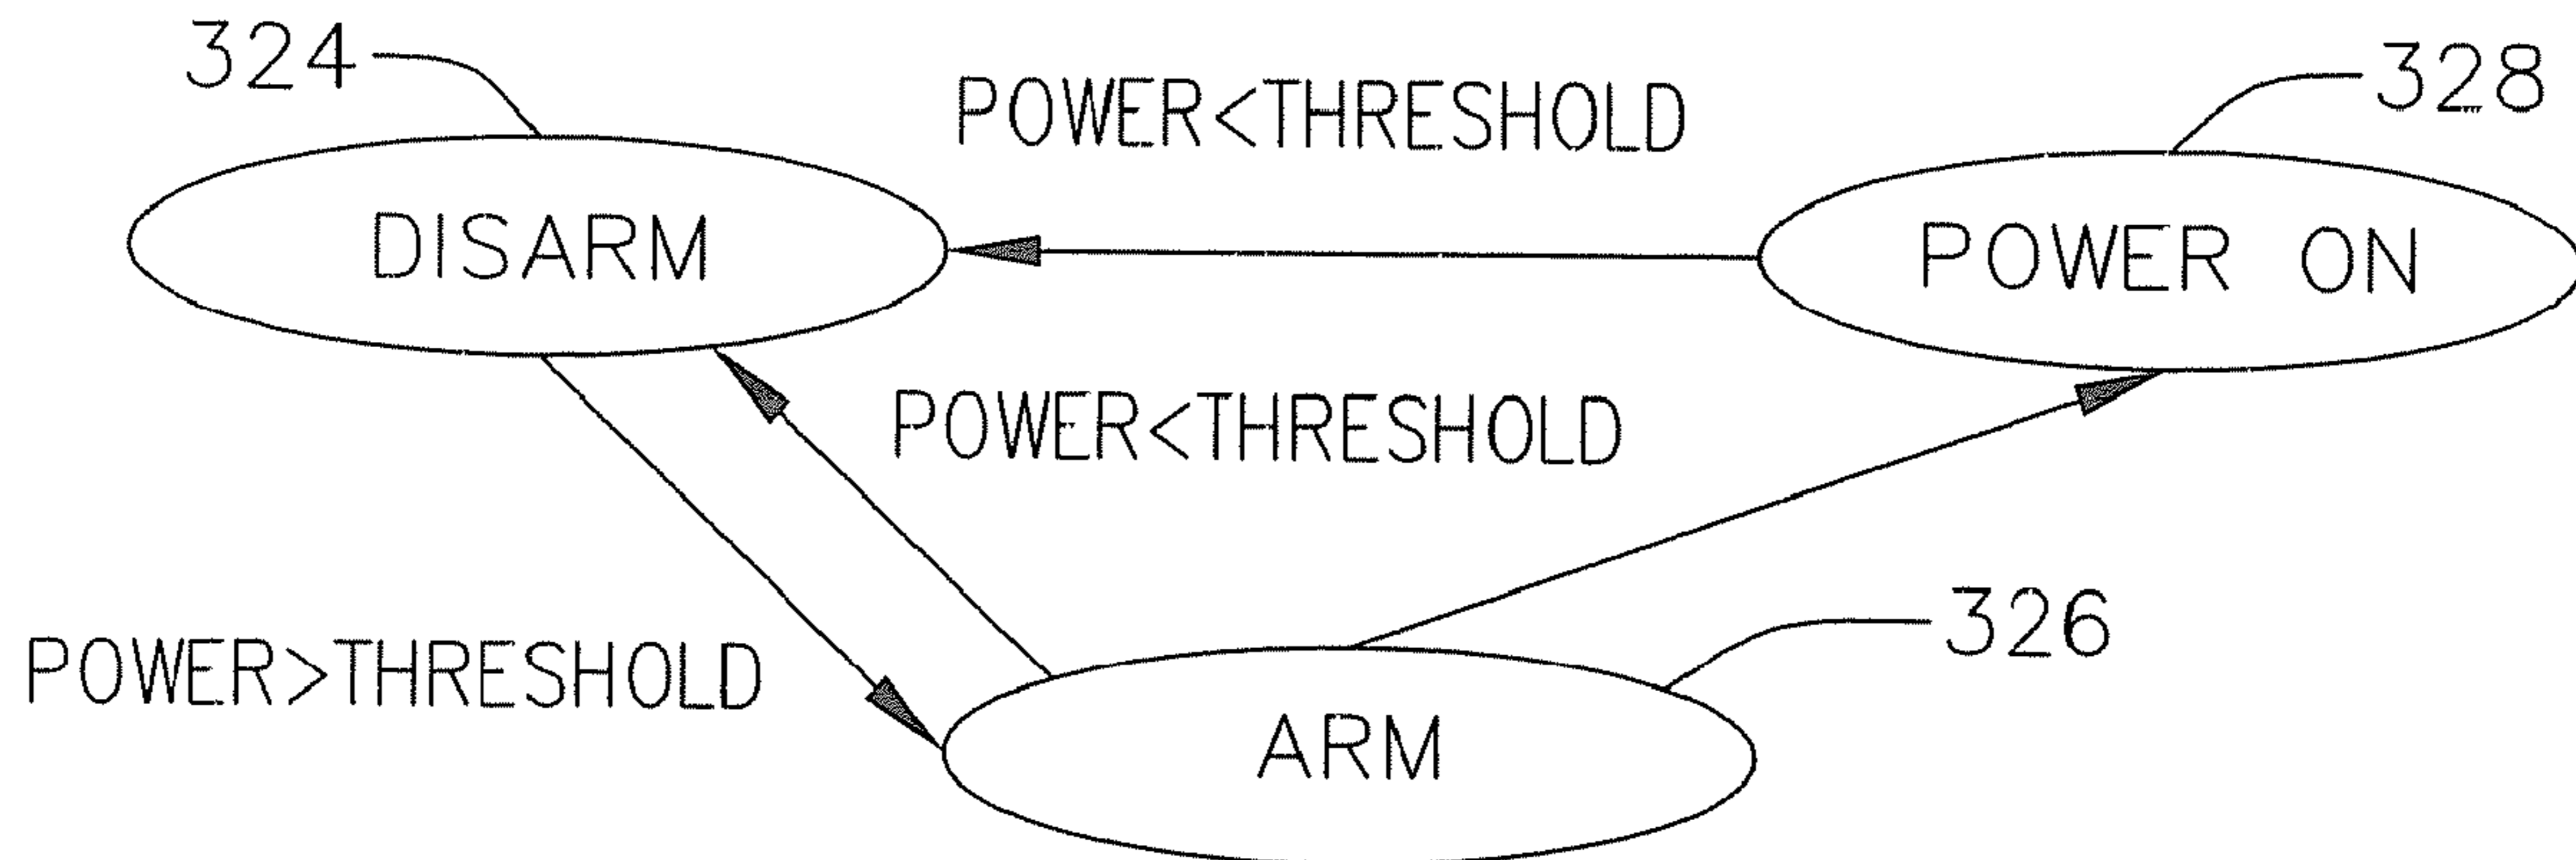 324
328
POWER<THRESHOLD
DISARM
POWER ON
POWER<THRESHOLD
326
POWER>THRESHOLD
ARM